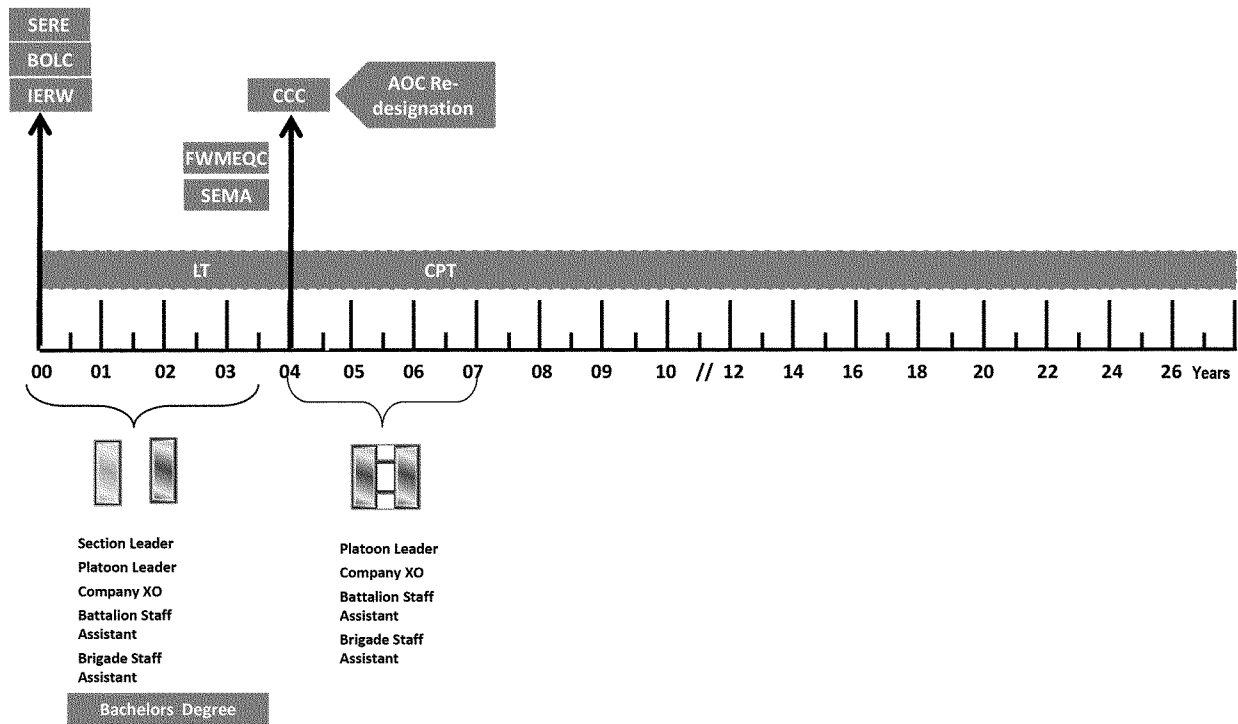 SERE
BOLC
IERW
CCC
AOC Re-
designation
FWMEQC
SEMA
LT
CPT
00 01 02 03 04 05 06 07 08 09 10 // 12 14 16 18 20 22 24 26 Years
Section Leader
Platoon Leader
Company XO
Battalion Staff
Assistant
Brigade Staff
Assistant
Bachelors Degree
Platoon Leader
Company XO
Battalion Staff
Assistant
Brigade Staff
Assistant